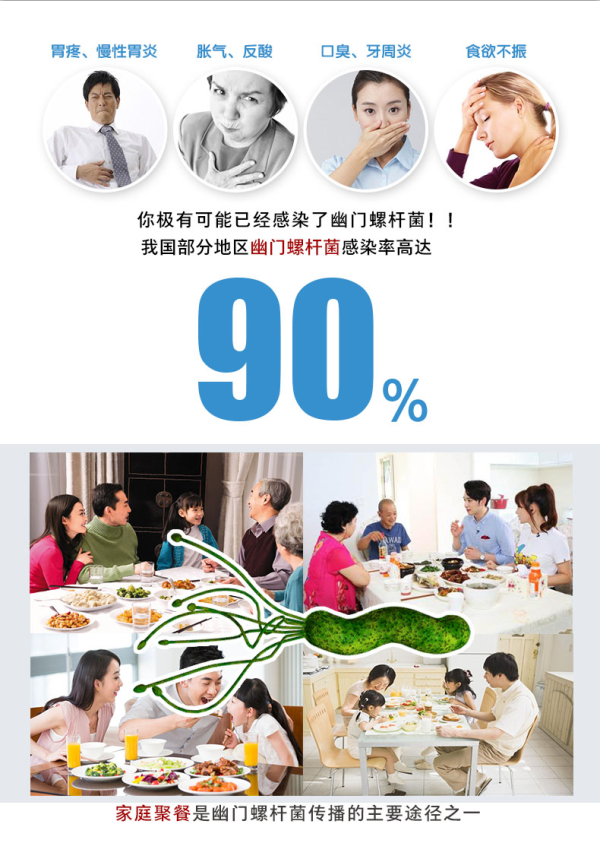 胃疼、慢性胃炎
胀气、反酸
口臭、牙周炎
食欲不振
你极有可能已经感染了幽门螺杆菌！！
我国部分地区幽门螺杆菌感染率高达
90%
家庭聚餐是幽门螺杆菌传播的主要途径之一